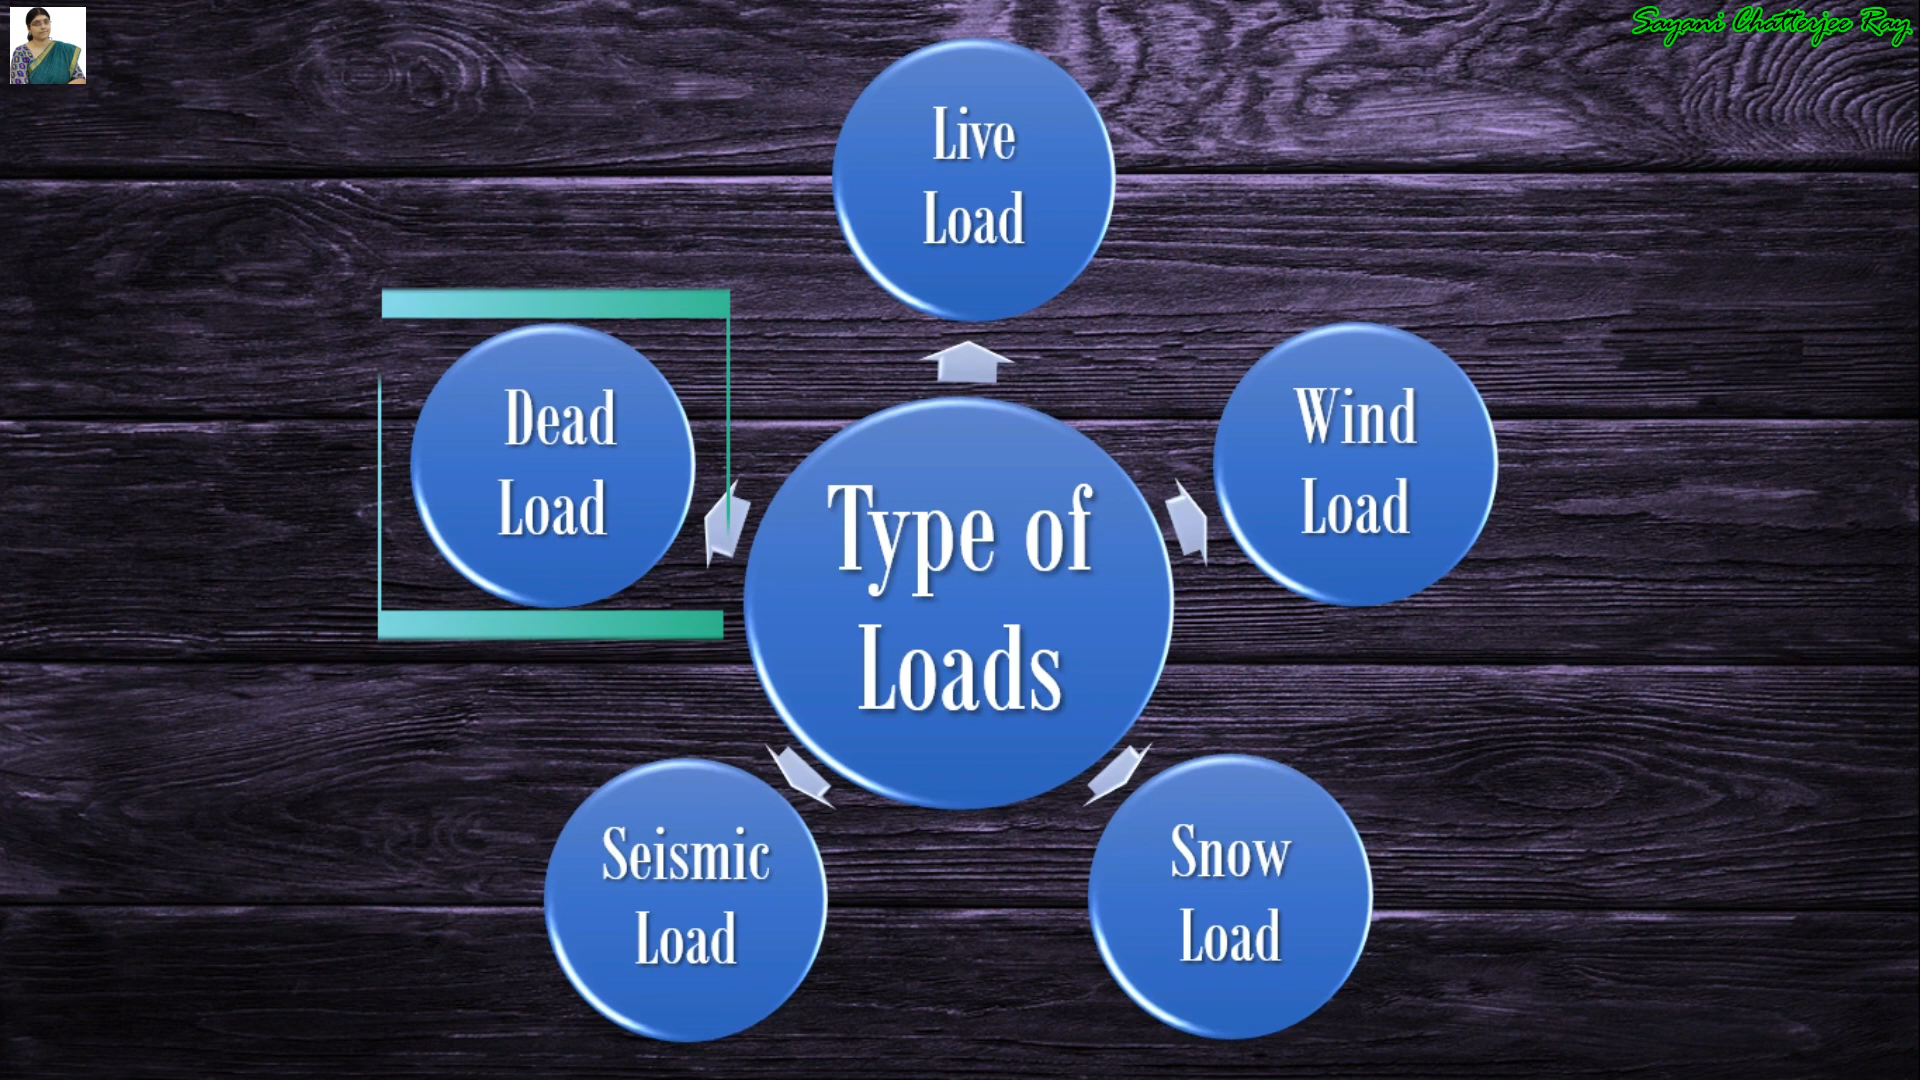 Sayani Chatterjee Ray
Live
Load
Dead
Load
Wind
Load
Type of
Loads
Seismic
Load
Snow
Load